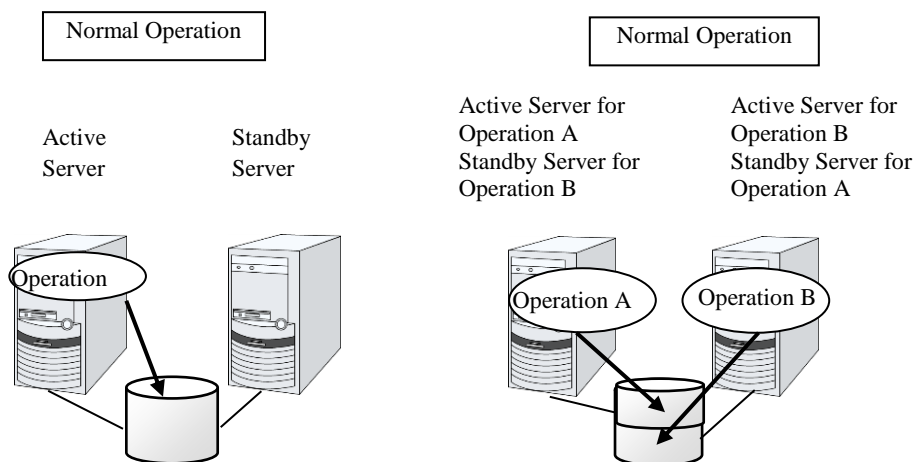 Normal Operation
Active
Server
Standby
Server
Operation
Normal Operation
Active Server for
Operation A
Standby Server for
Operation B
Active Server for
Operation B
Standby Server for
Operation A
Operation A
Operation B